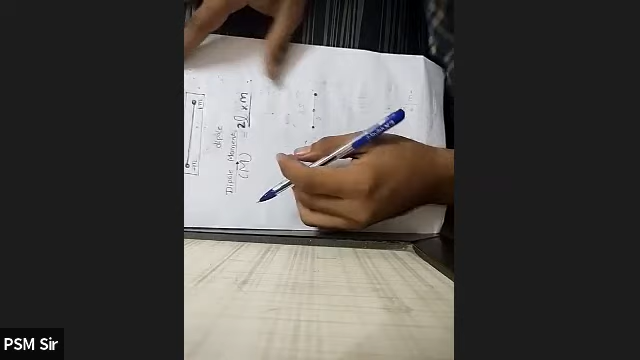 dipole
Dipole Moment
(M) = 2l × m
m
PSM Sir